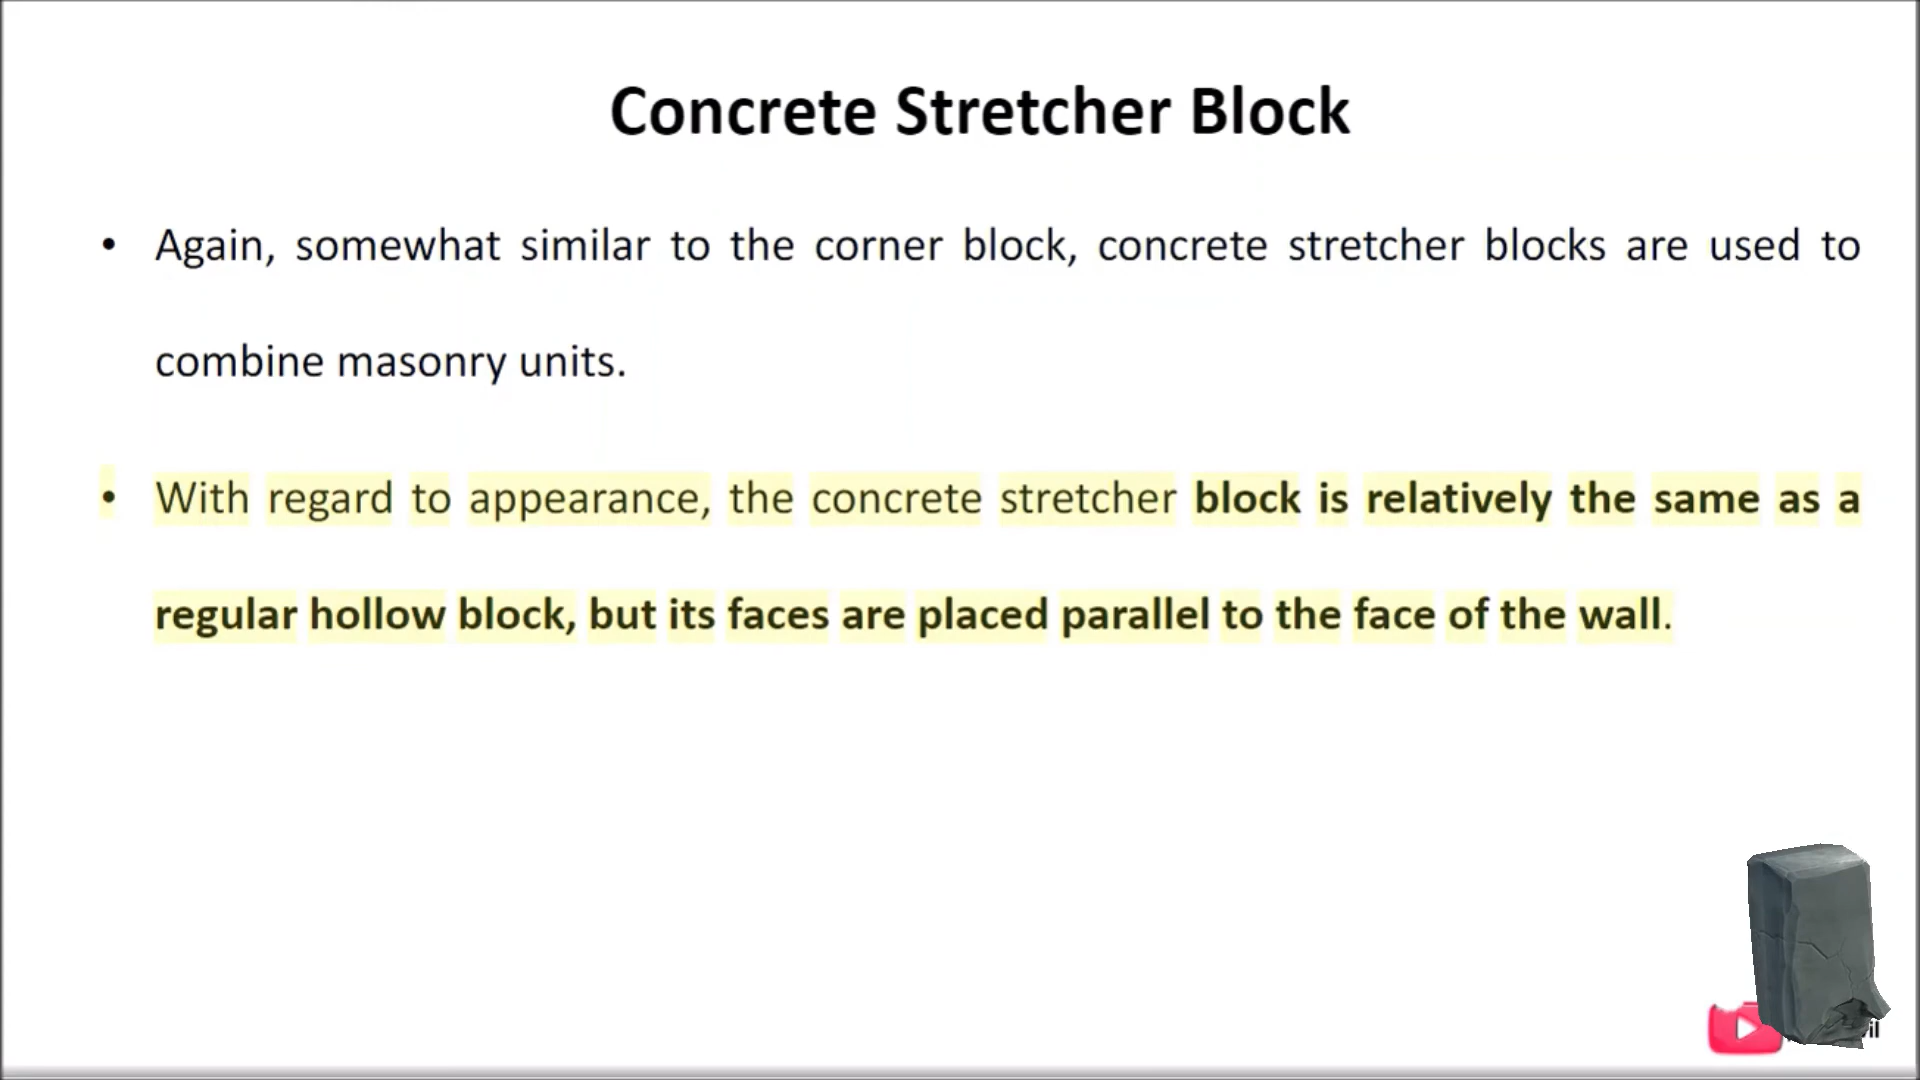 Concrete Stretcher Block
• Again, somewhat similar to the corner block, concrete stretcher blocks are used to
combine masonry units.
• With regard to appearance, the concrete stretcher block is relatively the same as a
regular hollow block, but its faces are placed parallel to the face of the wall.